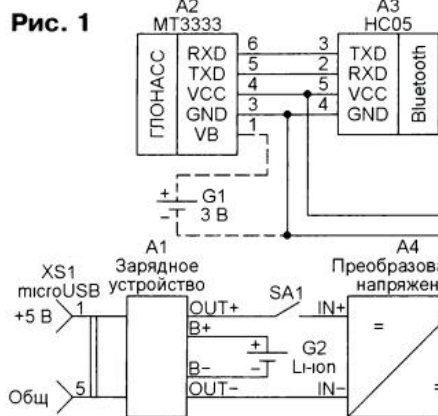 Рис. 1
A2
MT3333
A3
HC05
ГЛОНАСС
RXD 6 3 TXD
TXD 5 2 RXD
VCC 4 5 VCC
GND 3 4 GND
VB 1
Bluetooth
+ G1
– 3 В
A1
Зарядное
устройство
A4
XS1
microUSB
+5 В 1
SA1
OUT+ IN+
B+
+ G2
– Li-ion
B–
Общ 5
OUT– IN–
=
=